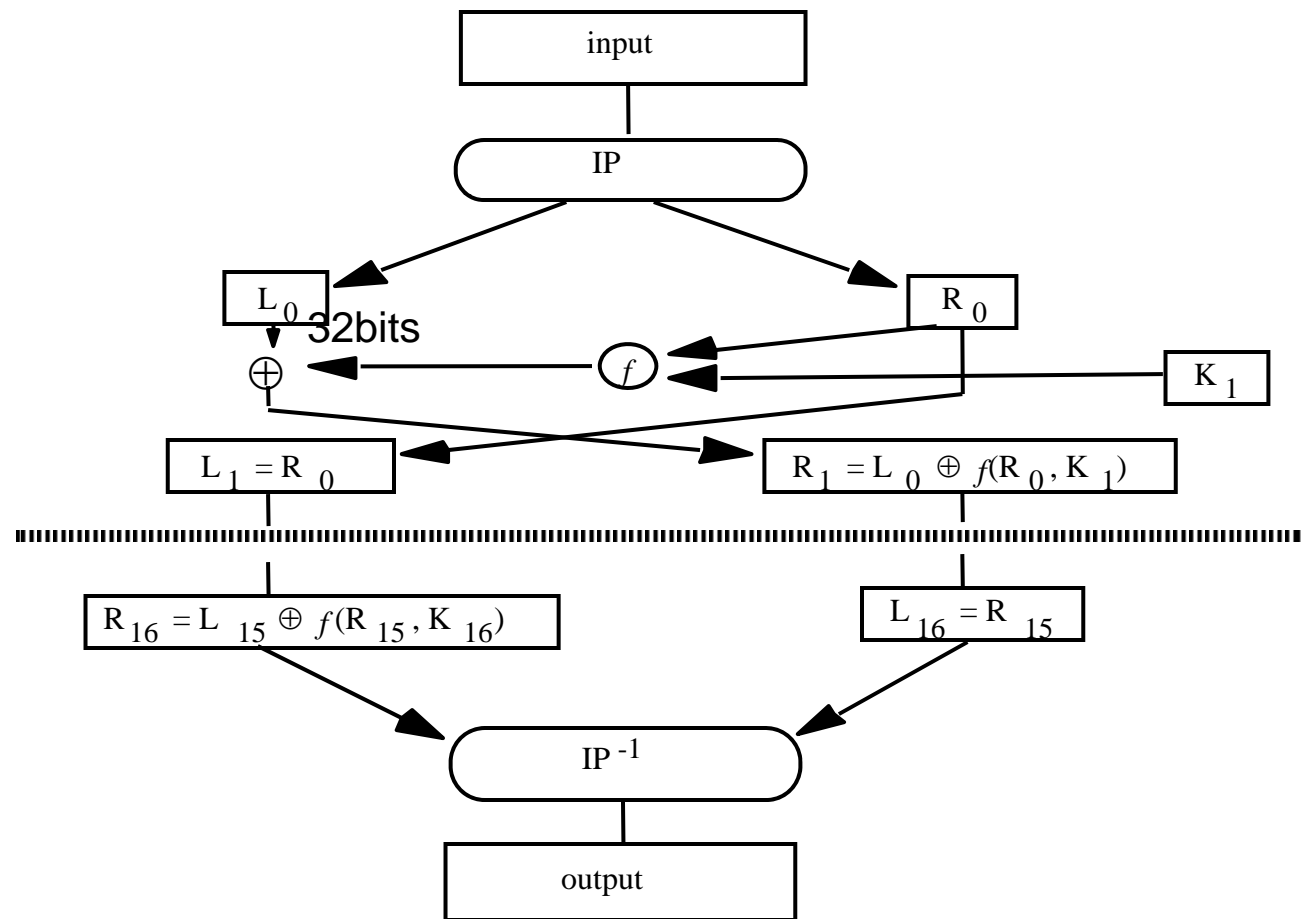 input
IP
L 0
R 0
32bits
⊕
f
K 1
L 1 = R 0
R 1 = L 0 ⊕ f(R 0 , K 1 )
R 16 = L 15 ⊕ f(R 15 , K 16 )
L 16 = R 15
IP -1
output